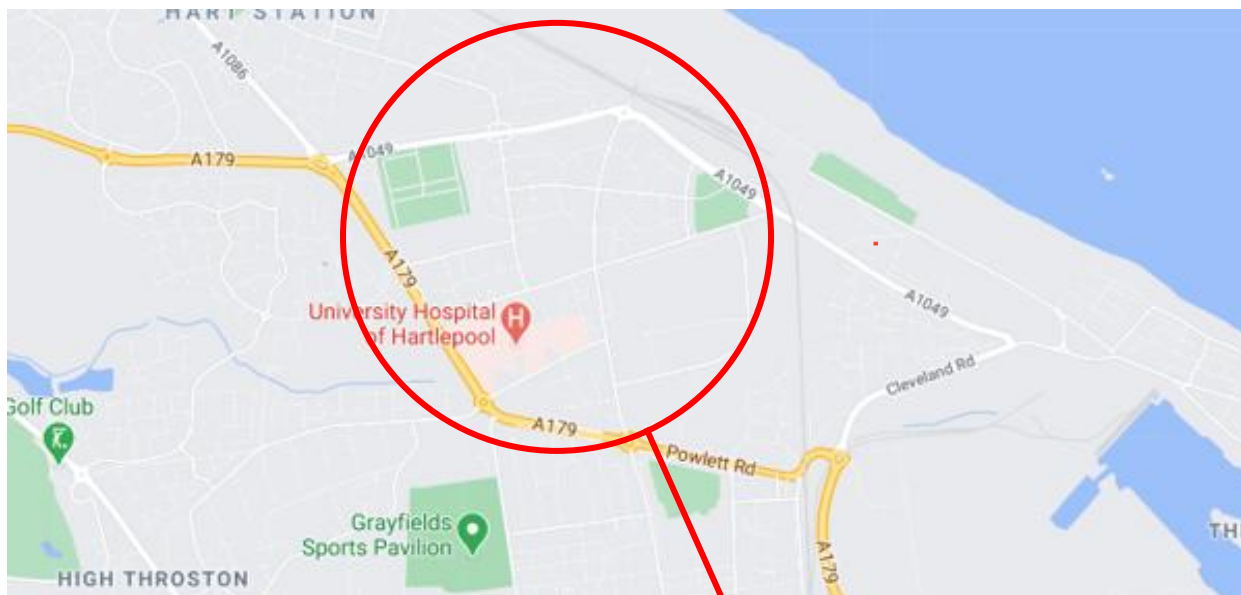 HART STATION
A1086
A179
A1049
A1049
A179
University Hospital
of Hartlepool
H
A1049
Cleveland Rd
Golf Club
A179
Powlett Rd
Grayfields
Sports Pavilion
A179
HIGH THROSTON
TH